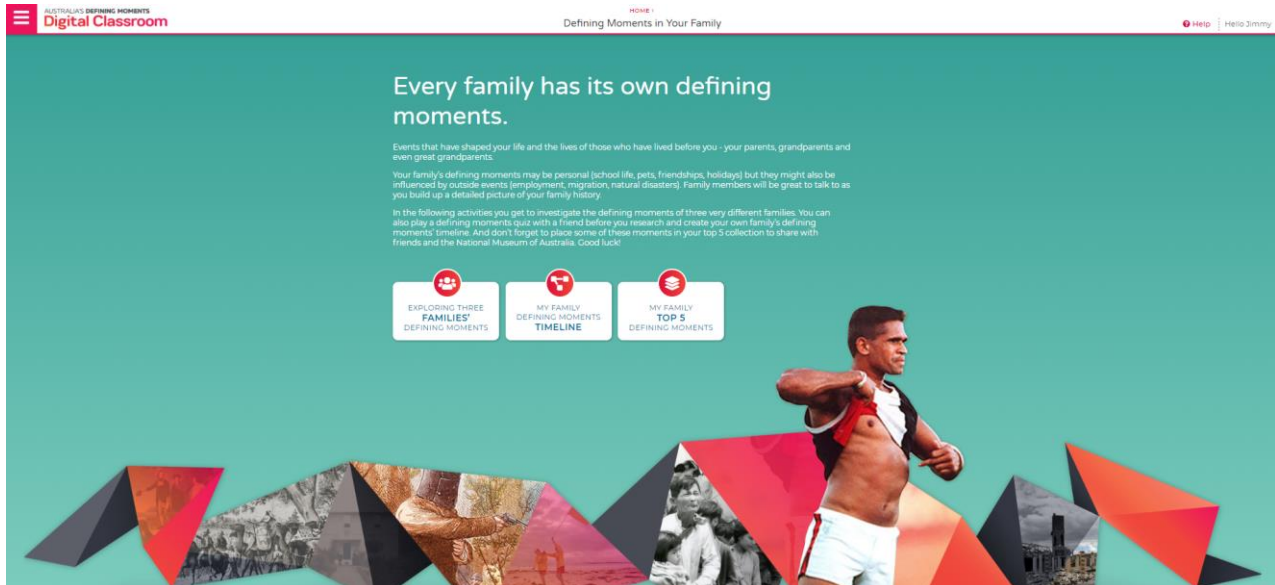 AUSTRALIA'S DEFINING MOMENTS
Digital Classroom
HOME ›
Defining Moments in Your Family
Help
Hello Jimmy
Every family has its own defining
moments.
Events that have shaped your life and the lives of those who have lived before you - your parents, grandparents and
even great grandparents.
Your family's defining moments may be personal (school life, pets, friendships, holidays) but they might also be
influenced by outside events (employment, migration, natural disasters). Family members will be great to talk to as
you build up a detailed picture of your family history.
In the following activities you get to investigate the defining moments of three very different families. You can
also play a defining moments quiz with a friend before you research and create your own family's defining
moments' timeline. And don't forget to place some of these moments in your top 5 collection to share with
friends and the National Museum of Australia. Good luck!
EXPLORING THREE
FAMILIES'
DEFINING MOMENTS
MY FAMILY
DEFINING MOMENTS
TIMELINE
MY FAMILY
TOP 5
DEFINING MOMENTS